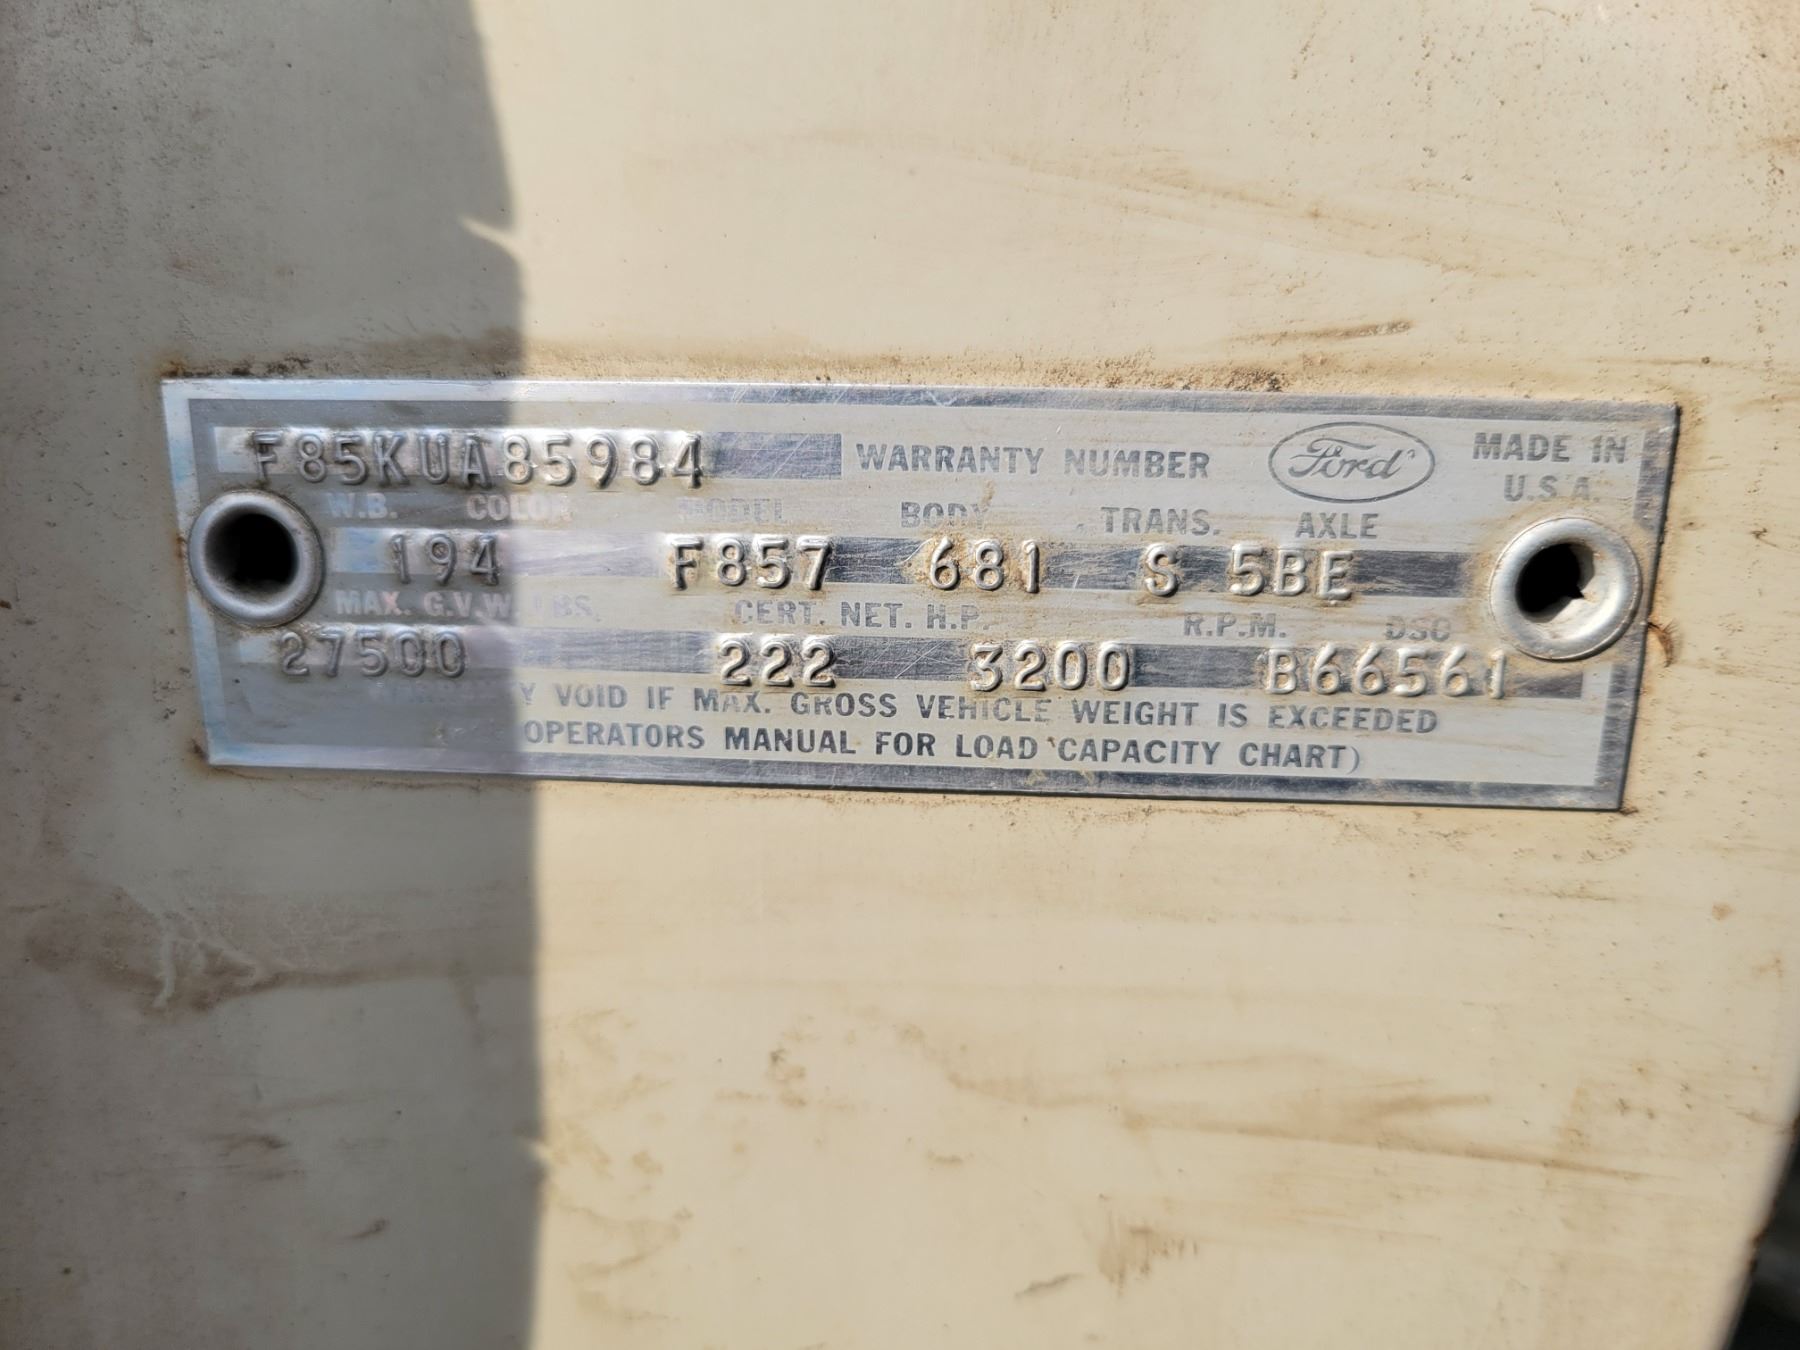 F85KUA85984 WARRANTY NUMBER Ford MADE IN U.S.A.
W.B. COLOR MODEL BODY TRANS. AXLE
194 F857 681 S 5BE
MAX. G.V.W. LBS. CERT. NET. H.P. R.P.M. DSO
27500 222 3200 B66561
VOID IF MAX. GROSS VEHICLE WEIGHT IS EXCEEDED
OPERATORS MANUAL FOR LOAD CAPACITY CHART)